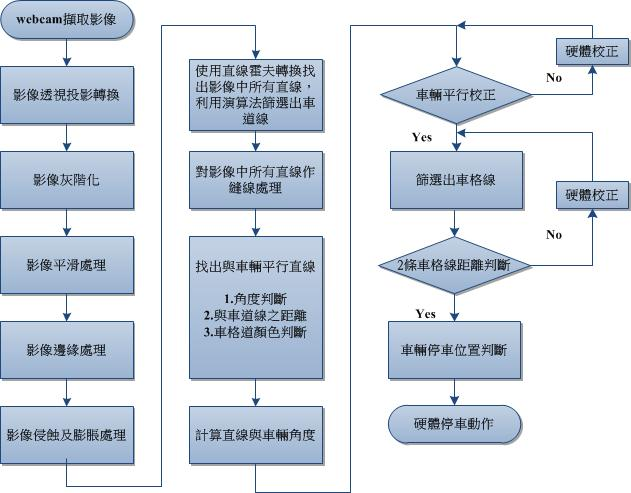 webcam擷取影像
影像透視投影轉換
影像灰階化
影像平滑處理
影像邊緣處理
影像侵蝕及膨脹處理
使用直線霍夫轉換找
出影像中所有直線，
利用演算法篩選出車
道線
對影像中所有直線作
縫線處理
找出與車輛平行直線
1.角度判斷
2.與車道線之距離
3.車格道顏色判斷
計算直線與車輛角度
車輛平行校正
No
硬體校正
Yes
篩選出車格線
2條車格線距離判斷
No
硬體校正
Yes
車輛停車位置判斷
硬體停車動作